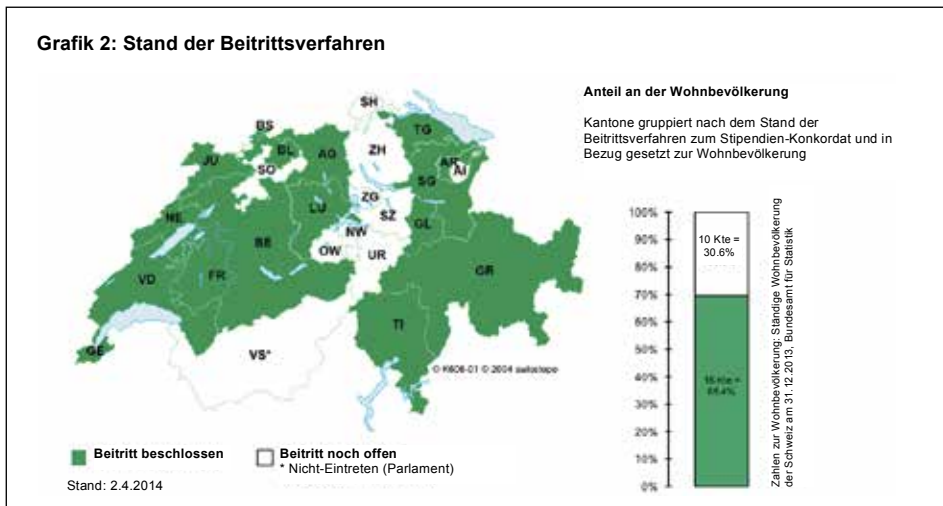 Grafik 2: Stand der Beitrittsverfahren
Anteil an der Wohnbevölkerung
Kantone gruppiert nach dem Stand der
Beitrittsverfahren zum Stipendien-Konkordat und in
Bezug gesetzt zur Wohnbevölkerung
SH
BS
TG
BL
AG
ZH
JU
SO
AR
AI
SG
ZG
LU
SZ
NE
NW
GL
BE
OW
UR
GR
VD
FR
TI
GE
VS*
© K606-01 © 2004 swisstopo
Beitritt beschlossen
Beitritt noch offen
* Nicht-Eintreten (Parlament)
Stand: 2.4.2014
100%
90%
80%
70%
60%
50%
40%
30%
20%
10%
0%
10 Kte =
30.6%
16 Kte =
69.4%
Zahlen zur Wohnbevölkerung: Ständige Wohnbevölkerung
der Schweiz am 31.12.2013, Bundesamt für Statistik